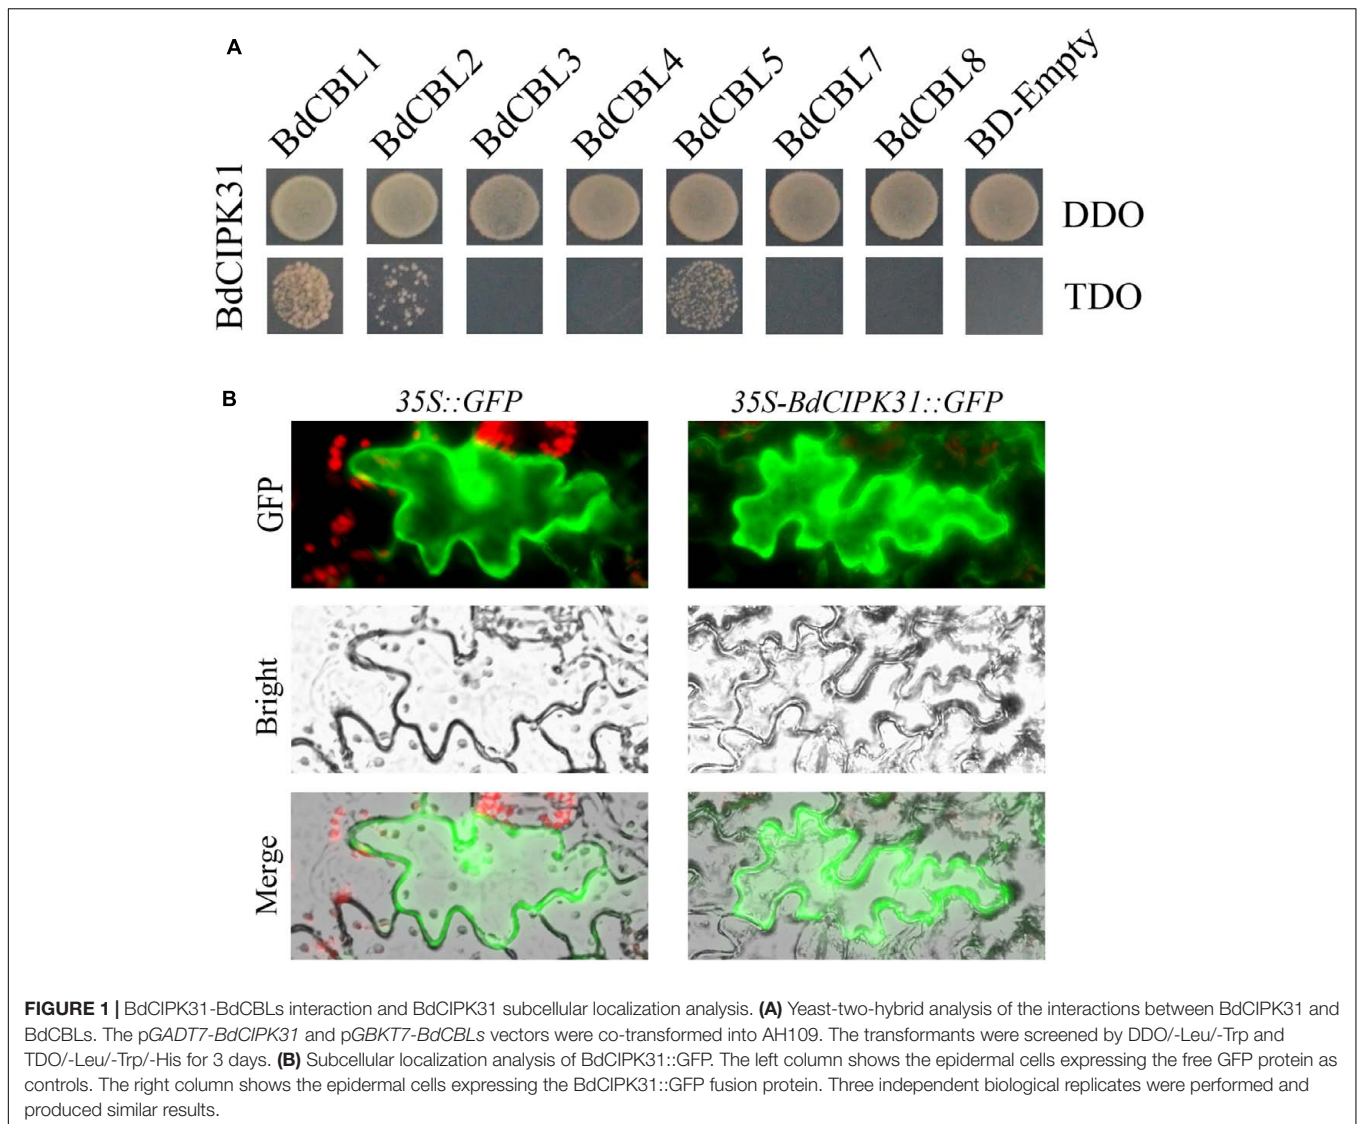 A
BdCBL1 BdCBL2 BdCBL3 BdCBL4 BdCBL5 BdCBL7 BdCBL8 BD-Empty
BdCIPK31
DDO
TDO
B
35S::GFP 35S-BdCIPK31::GFP
GFP
Bright
Merge
FIGURE 1 | BdCIPK31-BdCBLs interaction and BdCIPK31 subcellular localization analysis. (A) Yeast-two-hybrid analysis of the interactions between BdCIPK31 and
BdCBLs. The pGADT7-BdCIPK31 and pGBKT7-BdCBLs vectors were co-transformed into AH109. The transformants were screened by DDO/-Leu/-Trp and
TDO/-Leu/-Trp/-His for 3 days. (B) Subcellular localization analysis of BdCIPK31::GFP. The left column shows the epidermal cells expressing the free GFP protein as
controls. The right column shows the epidermal cells expressing the BdCIPK31::GFP fusion protein. Three independent biological replicates were performed and
produced similar results.